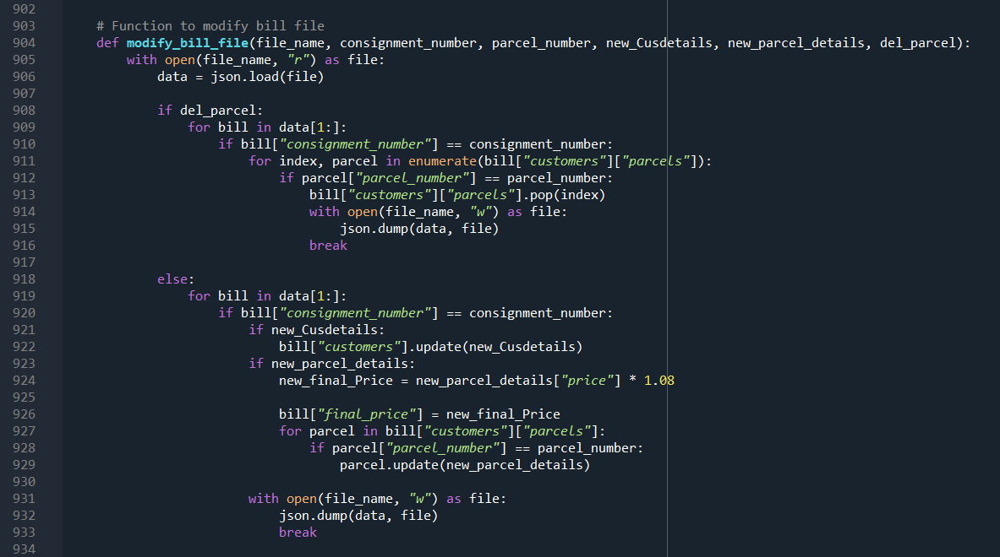 902
903 # Function to modify bill file
904 def modify_bill_file(file_name, consignment_number, parcel_number, new_Cusdetails, new_parcel_details, del_parcel):
905 with open(file_name, "r") as file:
906 data = json.load(file)
907
908 if del_parcel:
909 for bill in data[1:]:
910 if bill["consignment_number"] == consignment_number:
911 for index, parcel in enumerate(bill["customers"]["parcels"]):
912 if parcel["parcel_number"] == parcel_number:
913 bill["customers"]["parcels"].pop(index)
914 with open(file_name, "w") as file:
915 json.dump(data, file)
916 break
917
918 else:
919 for bill in data[1:]:
920 if bill["consignment_number"] == consignment_number:
921 if new_Cusdetails:
922 bill["customers"].update(new_Cusdetails)
923 if new_parcel_details:
924 new_final_Price = new_parcel_details["price"] * 1.08
925
926 bill["final_price"] = new_final_Price
927 for parcel in bill["customers"]["parcels"]:
928 if parcel["parcel_number"] == parcel_number:
929 parcel.update(new_parcel_details)
930
931 with open(file_name, "w") as file:
932 json.dump(data, file)
933 break
934